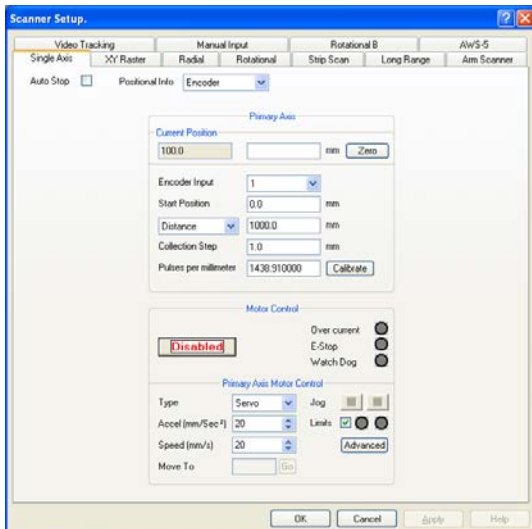 Scanner Setup.
Video Tracking Manual Input Rotational B AWS-5
Single Axis XY Raster Radial Rotational Strip Scan Long Range Arm Scanner
Auto Stop Positional Info Encoder
Primary Axis
Current Position
100.0 mm Zero
Encoder Input 1
Start Position 0.0 mm
Distance 1000.0 mm
Collection Step 1.0 mm
Pulses per milimeter 1438.910000 Calibrate
Motor Control
Over current
Disabled E-Stop
Watch Dog
Primary Axis Motor Control
Type Servo Jog
Accel (mm/Sec²) 20 Limits
Speed (mm/s) 20 Advanced
Move To Go
OK Cancel Apply Help